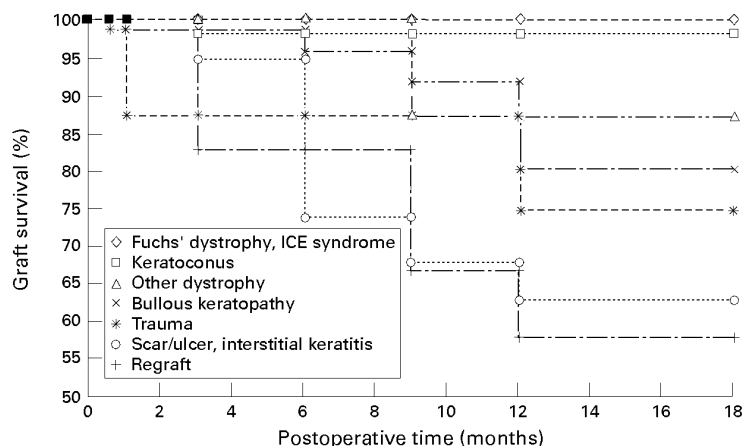 100
95
90
85
80
75
70
65
60
55
50
Graft survival (%)
Fuchs' dystrophy, ICE syndrome
Keratoconus
Other dystrophy
Bullous keratopathy
Trauma
Scar/ulcer, interstitial keratitis
Regraft
0 2 4 6 8 10 12 14 16 18
Postoperative time (months)